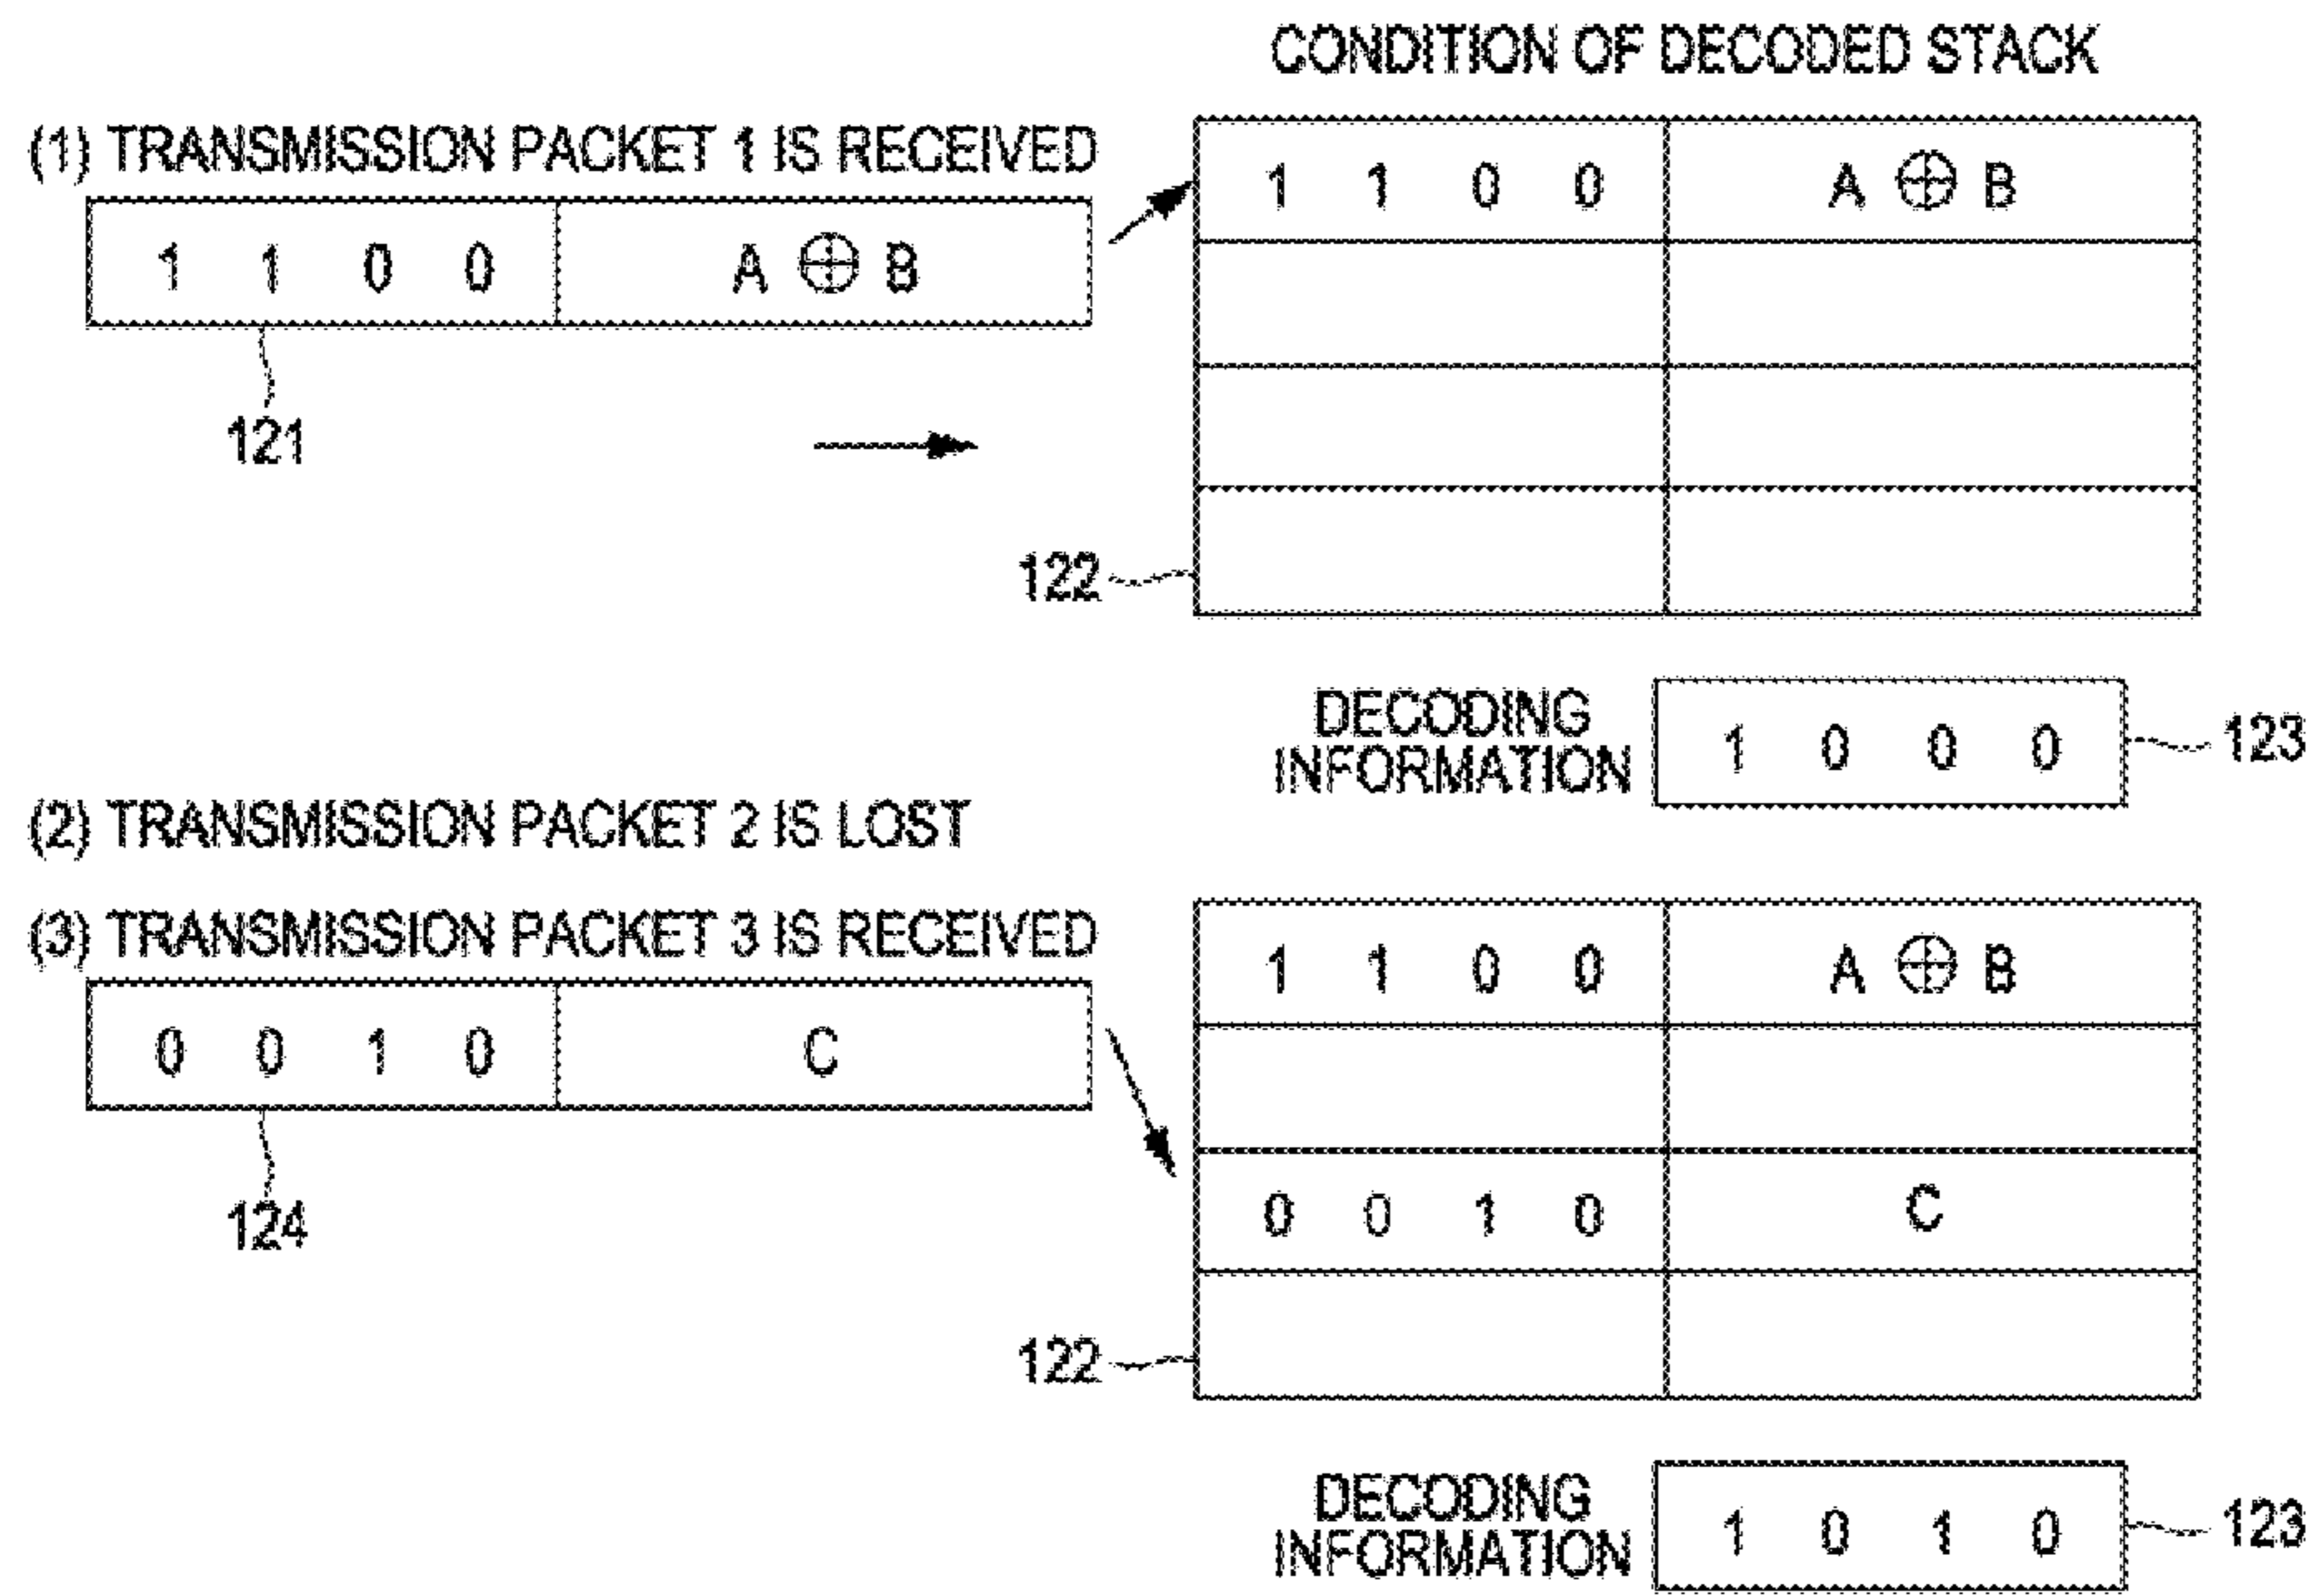 CONDITION OF DECODED STACK
(1) TRANSMISSION PACKET 1 IS RECEIVED
1 1 0 0 A ⊕ B
1 1 0 0 A ⊕ B
121
122
DECODING
INFORMATION
1 0 0 0
123
(2) TRANSMISSION PACKET 2 IS LOST
(3) TRANSMISSION PACKET 3 IS RECEIVED
0 0 1 0 C
1 1 0 0 A ⊕ B
0 0 1 0 C
124
122
DECODING
INFORMATION
1 0 1 0
123